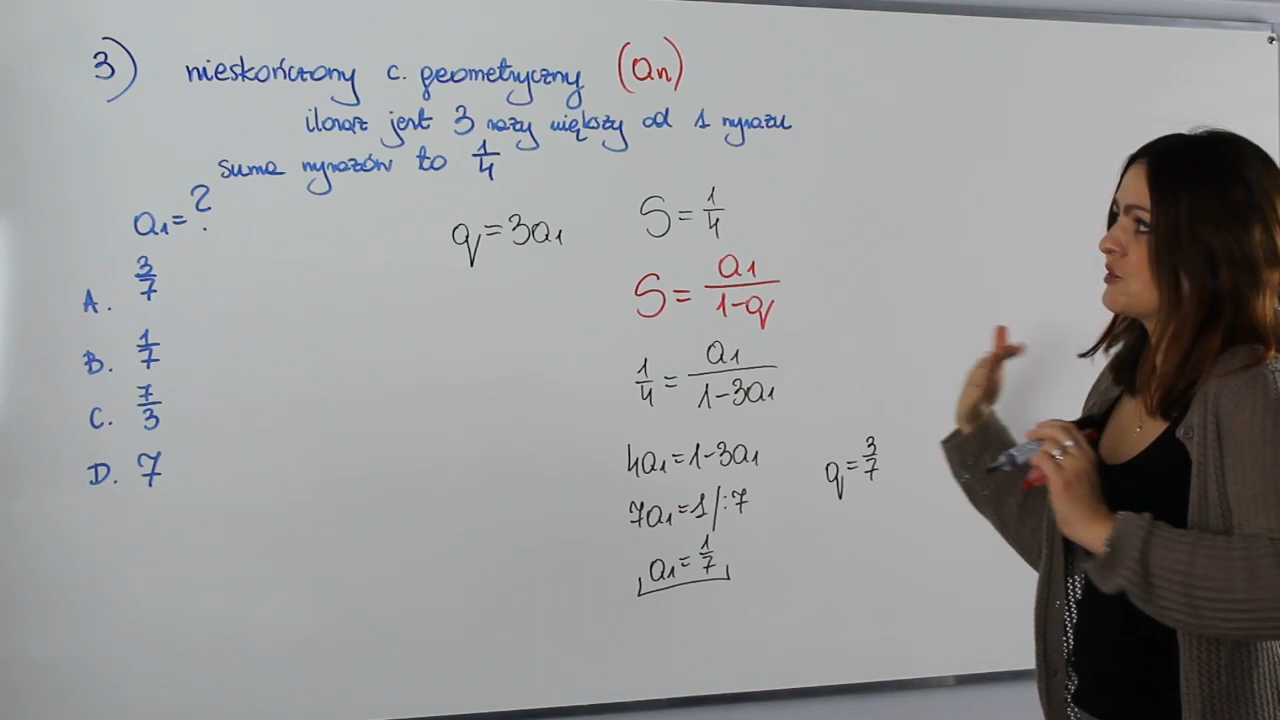 3) nieskończony c. geometryczny (an)
iloraz jest 3 razy większy od 1 wyrazu
suma wyrazów to 1/4
a1=?
A. 3/7
B. 1/7
C. 7/3
D. 7
q=3a1
S=1/4
S=a1/(1-q)
1/4=a1/(1-3a1)
4a1=1-3a1
7a1=1/:7
a1=1/7
q=3/7